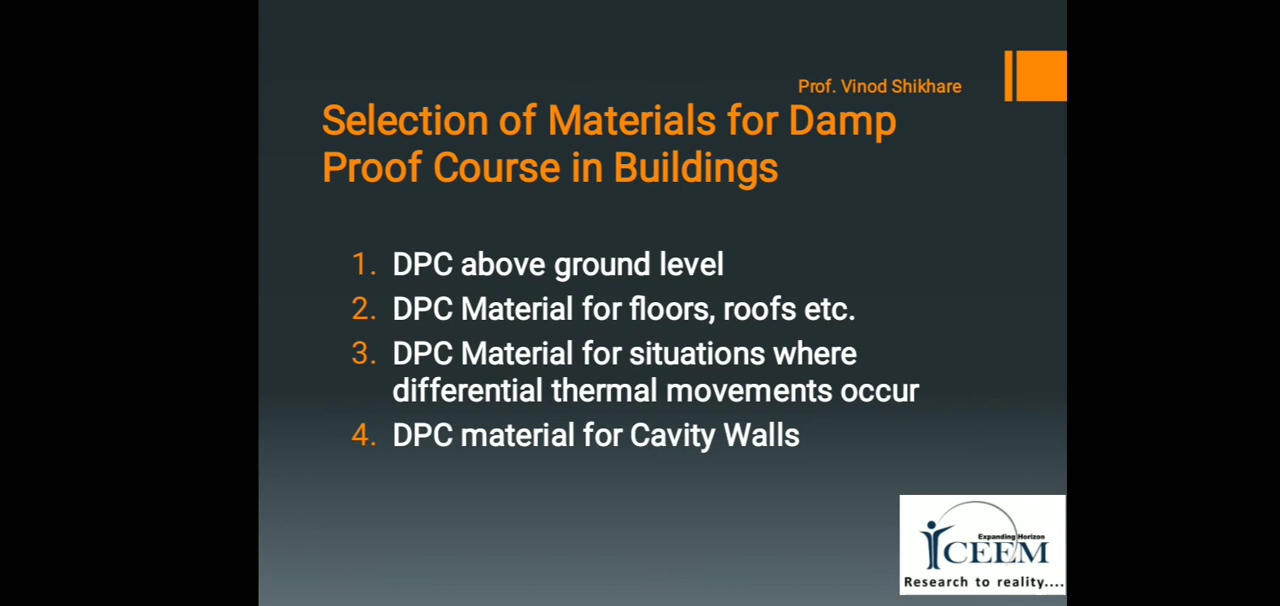 Prof. Vinod Shikhare
Selection of Materials for Damp
Proof Course in Buildings
1. DPC above ground level
2. DPC Material for floors, roofs etc.
3. DPC Material for situations where
differential thermal movements occur
4. DPC material for Cavity Walls
Expanding Horizon
ICEEM
Research to reality....